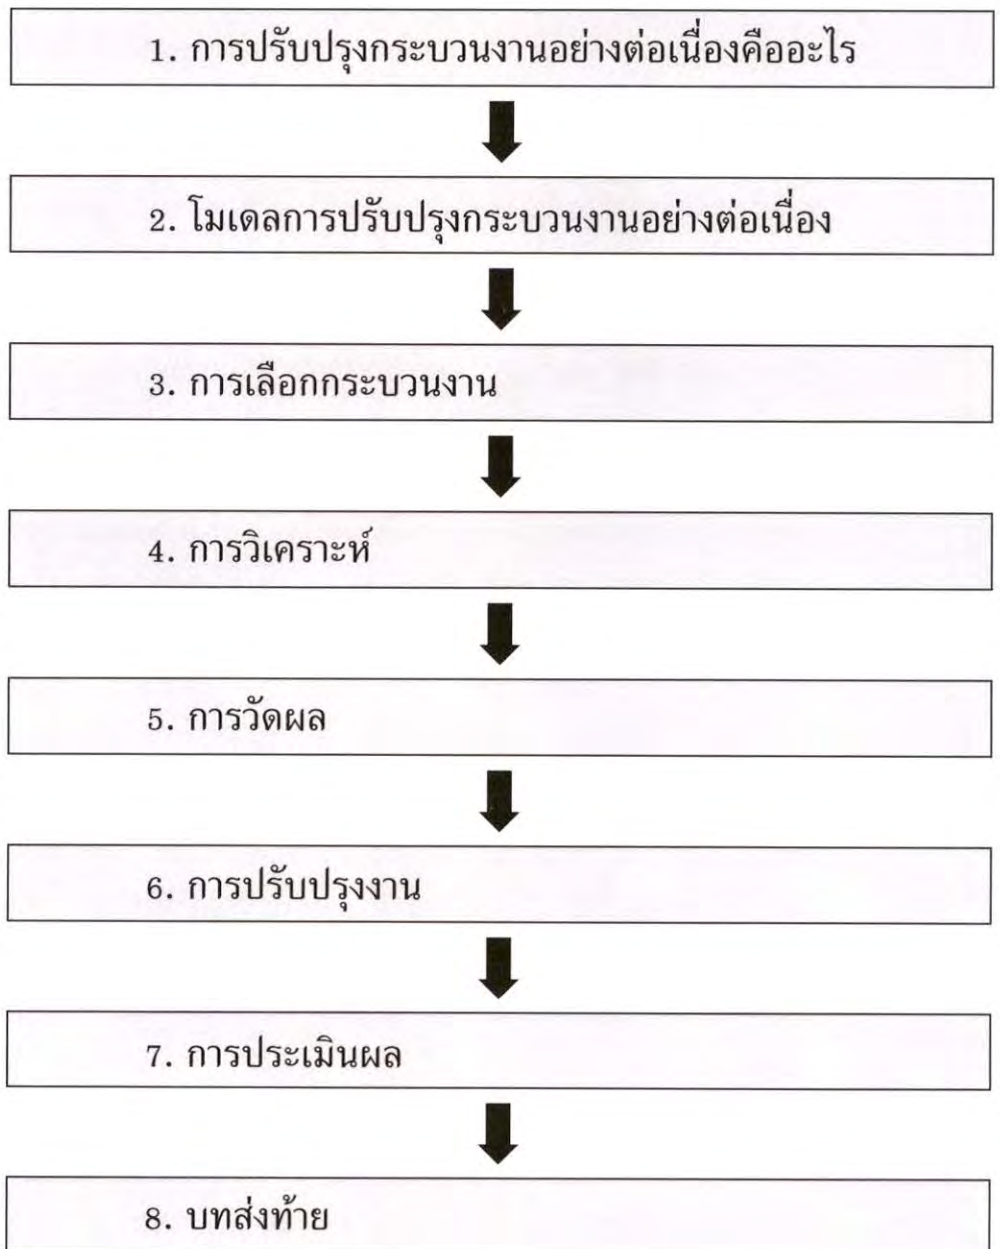 1. การปรับปรุงกระบวนงานอย่างต่อเนื่องคืออะไร
2. โมเดลการปรับปรุงกระบวนงานอย่างต่อเนื่อง
3. การเลือกกระบวนงาน
4. การวิเคราะห์
5. การวัดผล
6. การปรับปรุงงาน
7. การประเมินผล
8. บทส่งท้าย